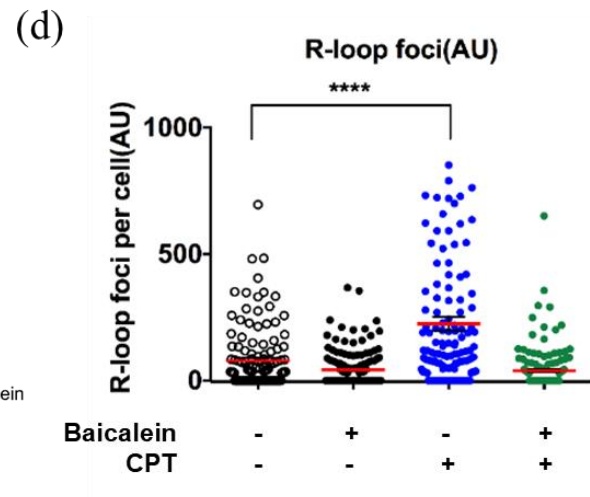 (d)
R-loop foci(AU)
****
R-loop foci per cell(AU)
1000
500
0
ein
Baicalein - + - +
CPT - - + +